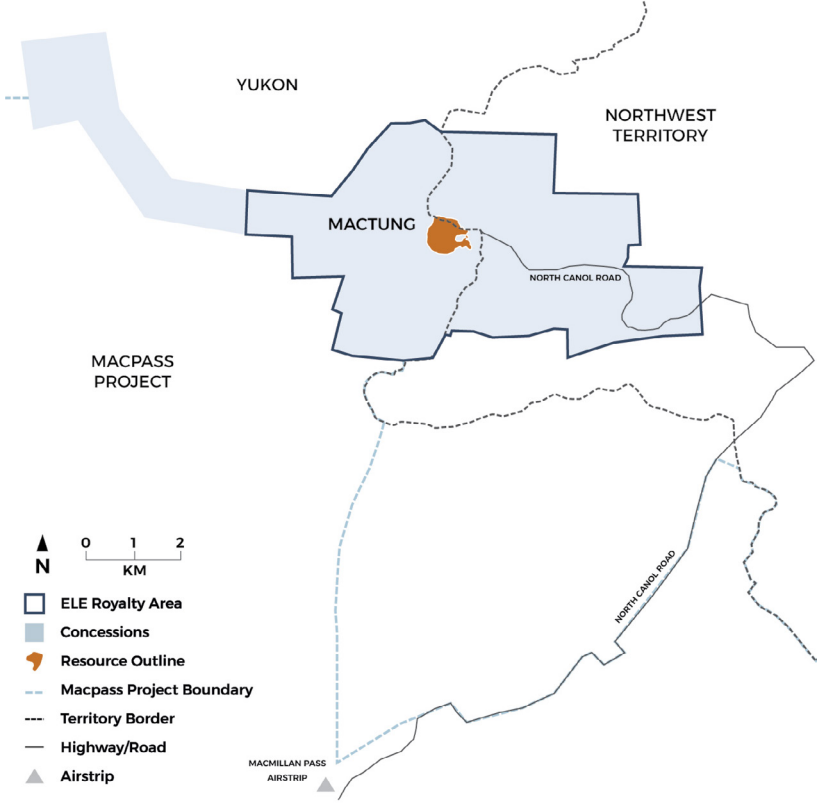 YUKON
NORTHWEST
TERRITORY
MACTUNG
NORTH CANOL ROAD
MACPASS
PROJECT
NORTH CANOL ROAD
N
0 1 2
KM
ELE Royalty Area
Concessions
Resource Outline
Macpass Project Boundary
Territory Border
Highway/Road
Airstrip
MACMILLAN PASS
AIRSTRIP